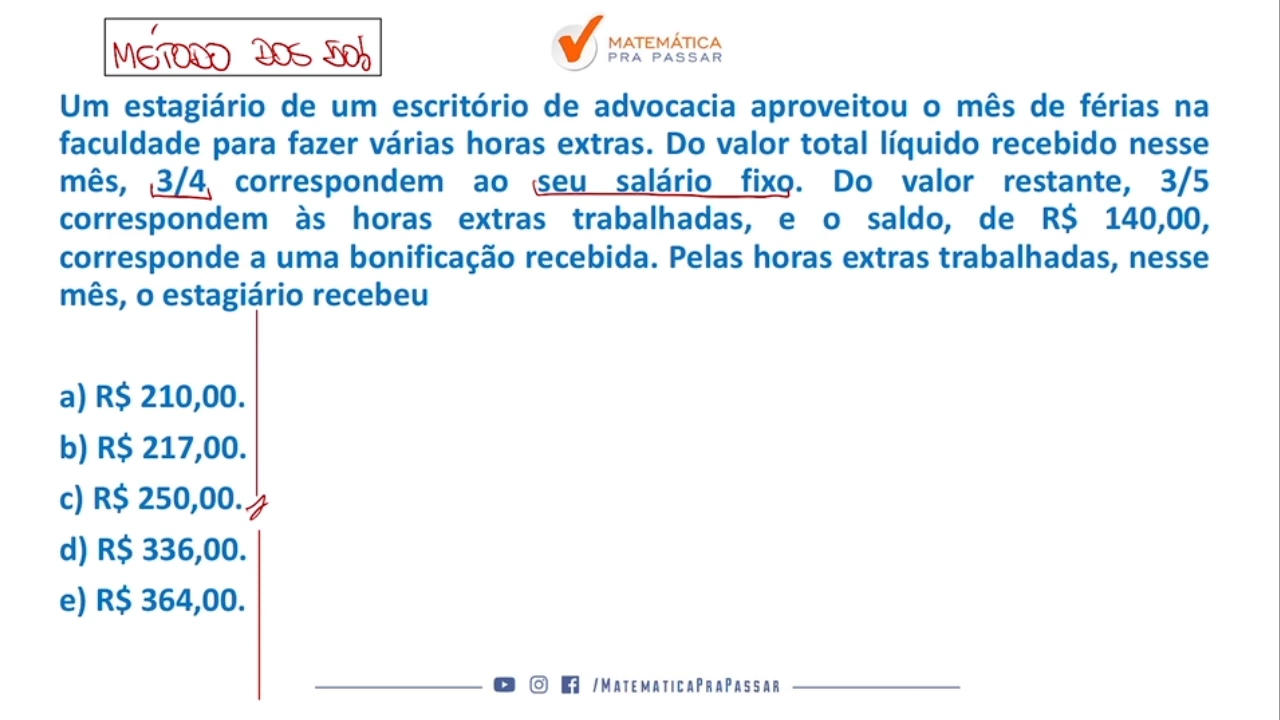 MÉTODO DOS
MATEMÁTICA
PRA PASSAR
Um estagiário de um escritório de advocacia aproveitou o mês de férias na
faculdade para fazer várias horas extras. Do valor total líquido recebido nesse
mês, 3/4 correspondem ao seu salário fixo. Do valor restante, 3/5
correspondem às horas extras trabalhadas, e o saldo, de R$ 140,00,
corresponde a uma bonificação recebida. Pelas horas extras trabalhadas, nesse
mês, o estagiário recebeu
a) R$ 210,00.
b) R$ 217,00.
c) R$ 250,00.
d) R$ 336,00.
e) R$ 364,00.
/MATEMATICAPRAPASSAR